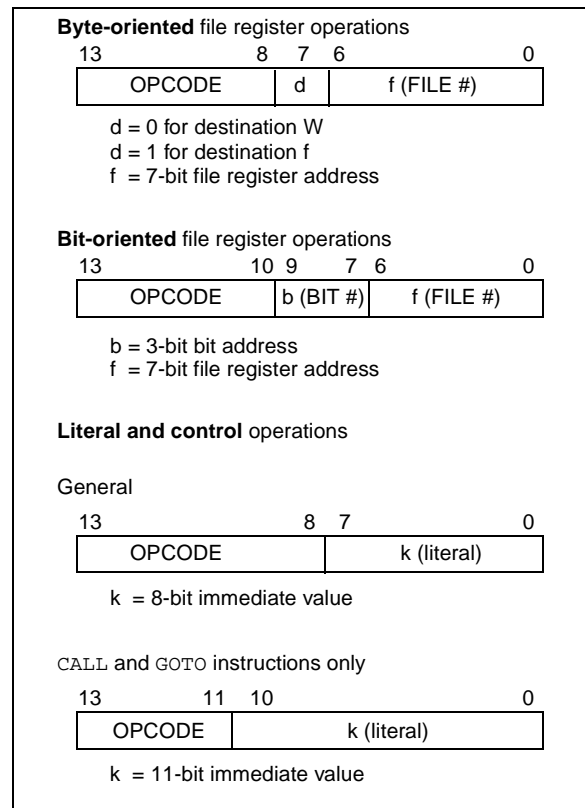 Byte-oriented file register operations
13 8 7 6 0
OPCODE d f (FILE #)
d = 0 for destination W
d = 1 for destination f
f = 7-bit file register address
Bit-oriented file register operations
13 10 9 7 6 0
OPCODE b (BIT #) f (FILE #)
b = 3-bit bit address
f = 7-bit file register address
Literal and control operations
General
13 8 7 0
OPCODE k (literal)
k = 8-bit immediate value
CALL and GOTO instructions only
13 11 10 0
OPCODE k (literal)
k = 11-bit immediate value